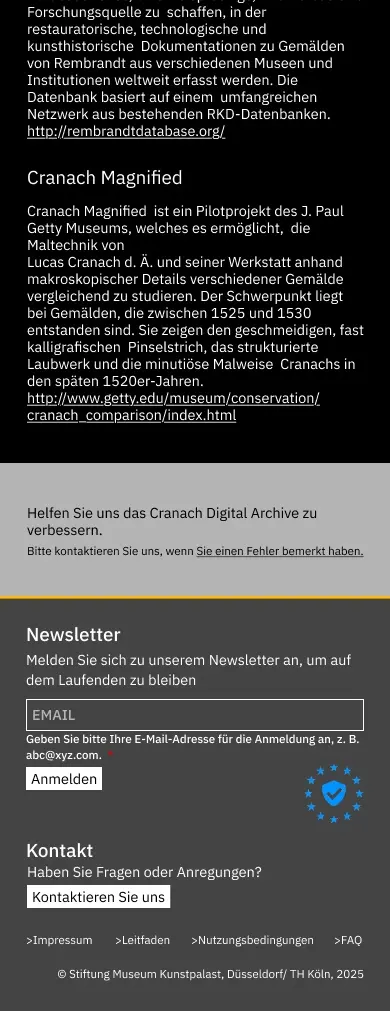 Forschungsquelle zu schaffen, in der
restauratorische, technologische und
kunsthistorische Dokumentationen zu Gemälden
von Rembrandt aus verschiedenen Museen und
Institutionen weltweit erfasst werden. Die
Datenbank basiert auf einem umfangreichen
Netzwerk aus bestehenden RKD-Datenbanken.
http://rembrandtdatabase.org/
Cranach Magnified
Cranach Magnified ist ein Pilotprojekt des J. Paul
Getty Museums, welches es ermöglicht, die
Maltechnik von
Lucas Cranach d. Ä. und seiner Werkstatt anhand
makroskopischer Details verschiedener Gemälde
vergleichend zu studieren. Der Schwerpunkt liegt
bei Gemälden, die zwischen 1525 und 1530
entstanden sind. Sie zeigen den geschmeidigen, fast
kalligrafischen Pinselstrich, das strukturierte
Laubwerk und die minutiöse Malweise Cranachs in
den späten 1520er-Jahren.
http://www.getty.edu/museum/conservation/
cranach_comparison/index.html
Helfen Sie uns das Cranach Digital Archive zu
verbessern.
Bitte kontaktieren Sie uns, wenn Sie einen Fehler bemerkt haben.
Newsletter
Melden Sie sich zu unserem Newsletter an, um auf
dem Laufenden zu bleiben
EMAIL
Geben Sie bitte Ihre E-Mail-Adresse für die Anmeldung an, z. B.
abc@xyz.com. *
Anmelden
Kontakt
Haben Sie Fragen oder Anregungen?
Kontaktieren Sie uns
>Impressum >Leitfaden >Nutzungsbedingungen >FAQ
© Stiftung Museum Kunstpalast, Düsseldorf/ TH Köln, 2025